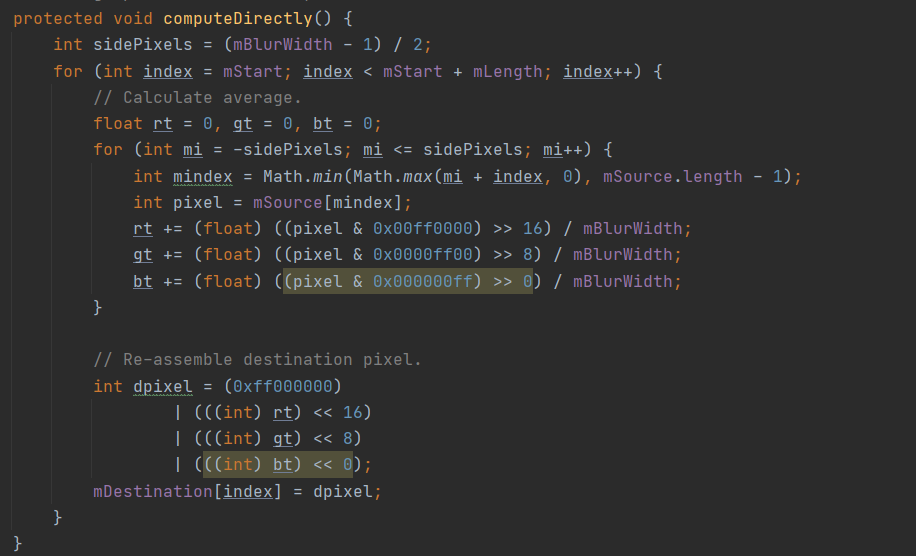 protected void computeDirectly() {
    int sidePixels = (mBlurWidth - 1) / 2;
    for (int index = mStart; index < mStart + mLength; index++) {
        // Calculate average.
        float rt = 0, gt = 0, bt = 0;
        for (int mi = -sidePixels; mi <= sidePixels; mi++) {
            int mindex = Math.min(Math.max(mi + index, 0), mSource.length - 1);
            int pixel = mSource[mindex];
            rt += (float) ((pixel & 0x00ff0000) >> 16) / mBlurWidth;
            gt += (float) ((pixel & 0x0000ff00) >> 8) / mBlurWidth;
            bt += (float) ((pixel & 0x000000ff) >> 0) / mBlurWidth;
        }

        // Re-assemble destination pixel.
        int dpixel = (0xff000000)
                | (((int) rt) << 16)
                | (((int) gt) << 8)
                | (((int) bt) << 0);
        mDestination[index] = dpixel;
    }
}